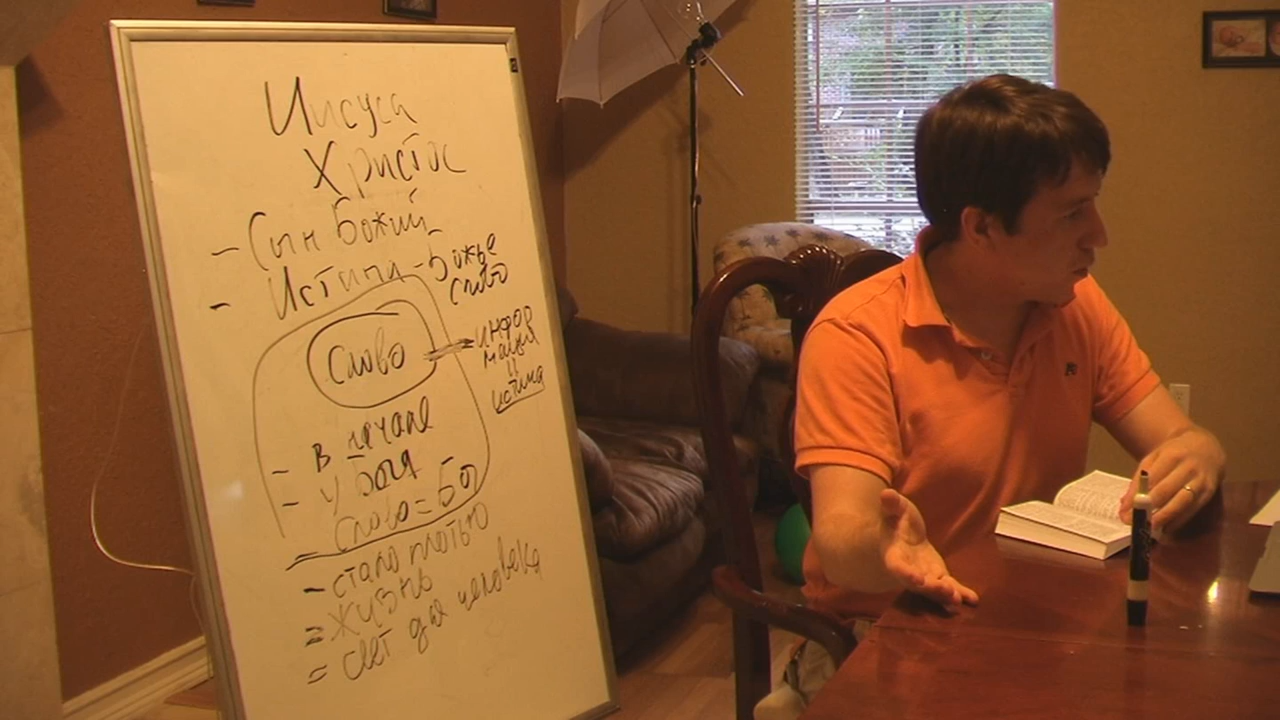 Иисуса
Христос
- Сын Божий
- Истина - Божье
слово
Слово
инфор
мация
и
истина
- в начале
- у Бога
слово = Бог
- стало плотью
= жизнь
= свет для человека